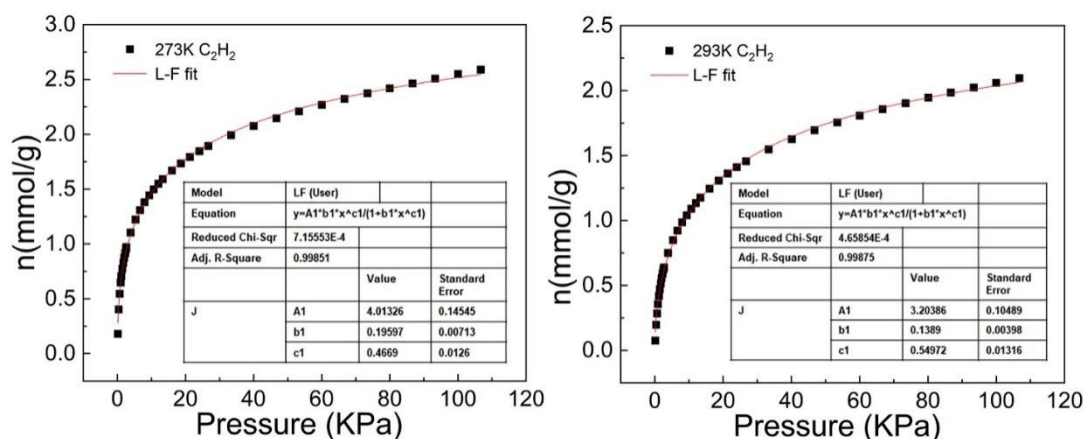 n(mmol/g)
3.0
2.5
2.0
1.5
1.0
0.5
0.0
273K C₂H₂
L-F fit
Model LF (User)
Equation y=A1*b1*x^c1/(1+b1*x^c1)
Reduced Chi-Sqr 7.15553E-4
Adj. R-Square 0.99851
Value Standard Error
J A1 4.01326 0.14545
b1 0.19597 0.00713
c1 0.4669 0.0126
0 20 40 60 80 100 120
Pressure (KPa)
n(mmol/g)
2.5
2.0
1.5
1.0
0.5
0.0
293K C₂H₂
L-F fit
Model LF (User)
Equation y=A1*b1*x^c1/(1+b1*x^c1)
Reduced Chi-Sqr 4.65854E-4
Adj. R-Square 0.99875
Value Standard Error
J A1 3.20386 0.10489
b1 0.1389 0.00398
c1 0.54972 0.01316
0 20 40 60 80 100 120
Pressure (KPa)